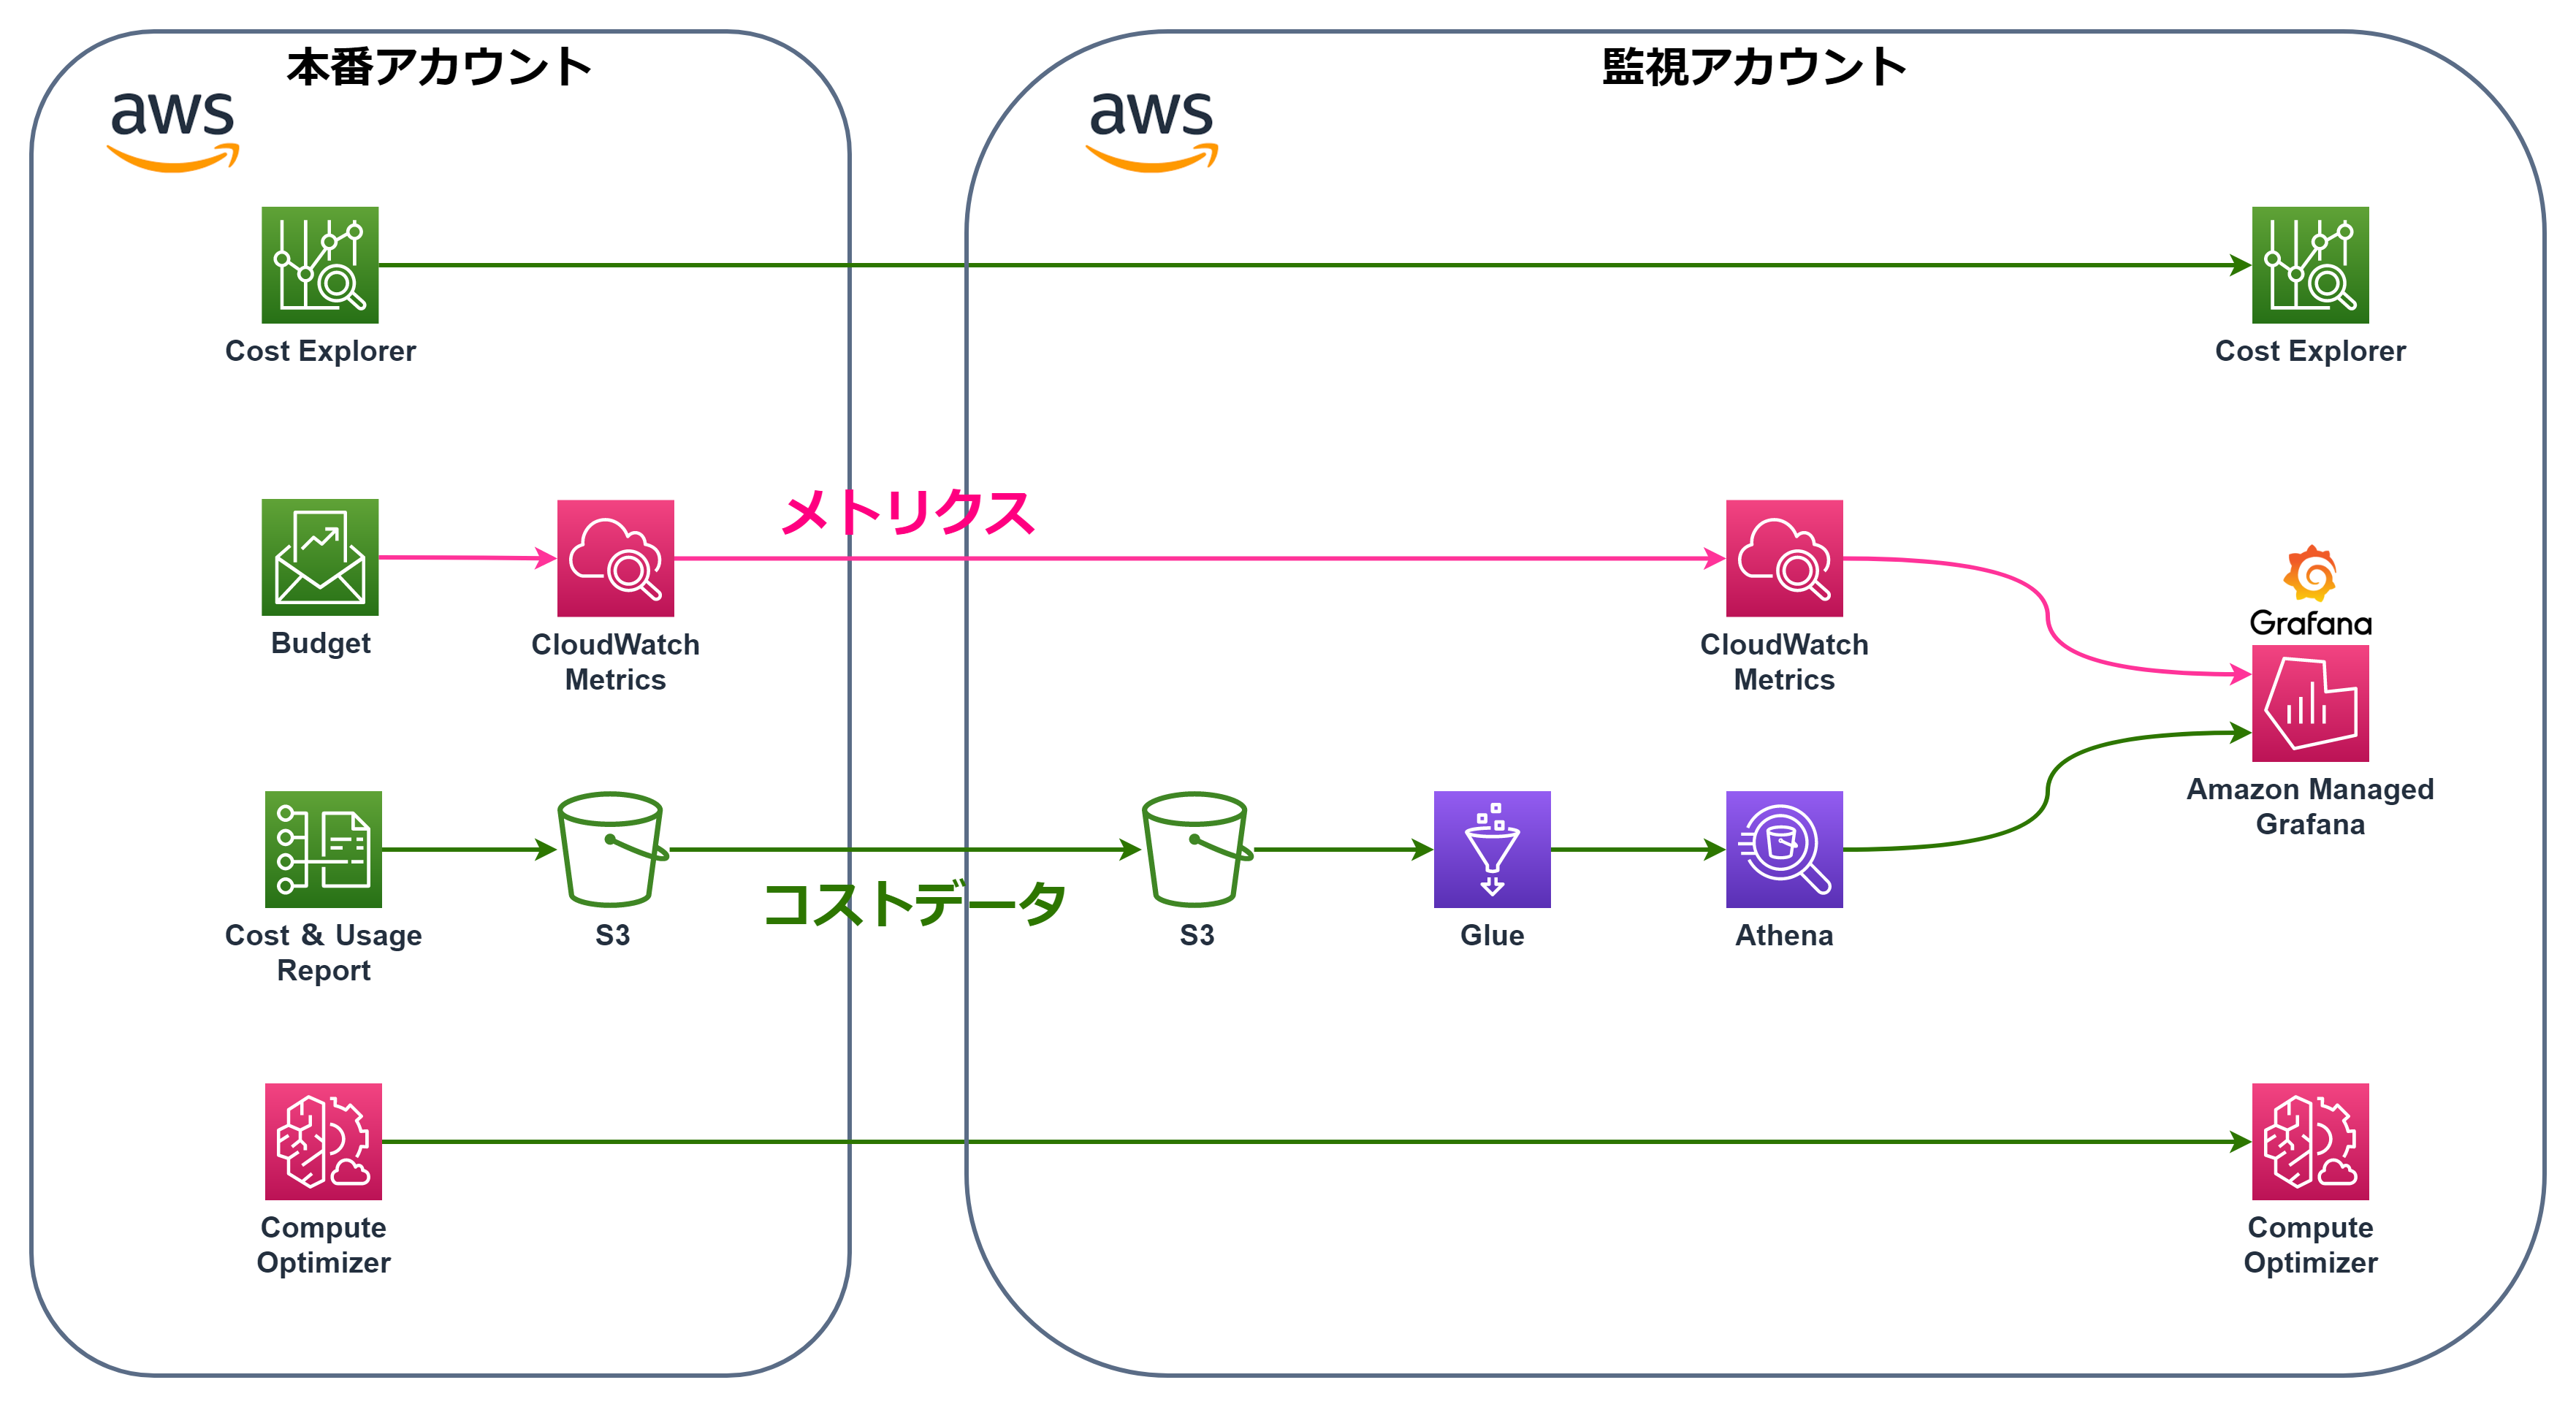 本番アカウント
監視アカウント
aws
aws
Cost Explorer
Cost Explorer
メトリクス
Budget
CloudWatch
Metrics
CloudWatch
Metrics
Grafana
Amazon Managed
Grafana
コストデータ
Cost & Usage
Report
S3
S3
Glue
Athena
Compute
Optimizer
Compute
Optimizer